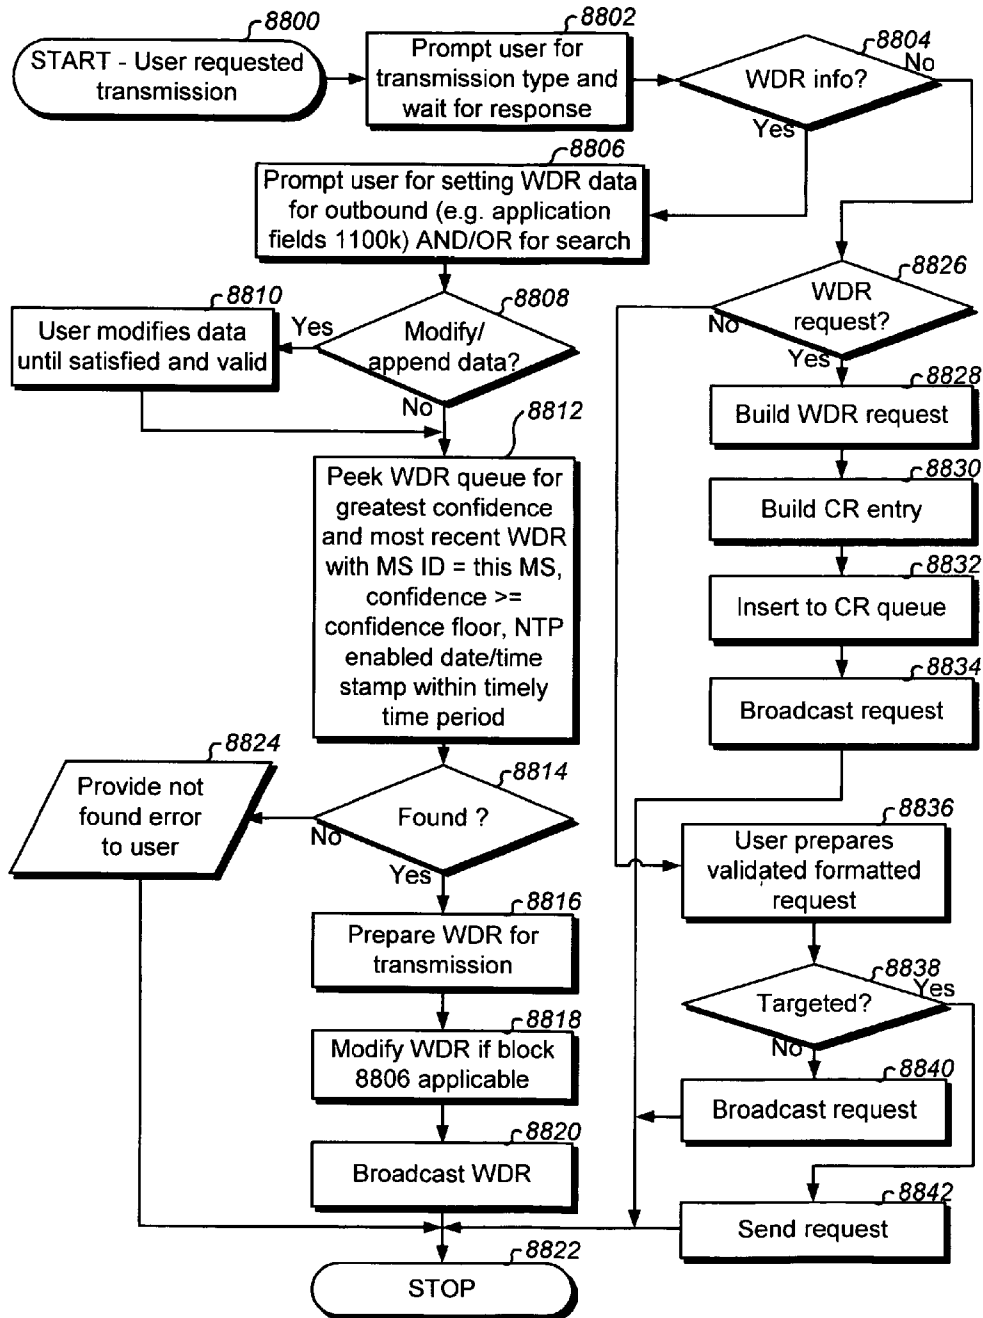 8800
START - User requested
transmission
8802
Prompt user for
transmission type and
wait for response
8804
WDR info?
No
Yes
8806
Prompt user for setting WDR data
for outbound (e.g. application
fields 1100k) AND/OR for search
8808
Modify/
append data?
Yes
No
8810
User modifies data
until satisfied and valid
8812
Peek WDR queue for
greatest confidence
and most recent WDR
with MS ID = this MS,
confidence >=
confidence floor, NTP
enabled date/time
stamp within timely
time period
8814
Found ?
No
Yes
8824
Provide not
found error
to user
8816
Prepare WDR for
transmission
8818
Modify WDR if block
8806 applicable
8820
Broadcast WDR
8822
STOP
8826
WDR
request?
No
Yes
8828
Build WDR request
8830
Build CR entry
8832
Insert to CR queue
8834
Broadcast request
8836
User prepares
validated formatted
request
8838
Targeted?
Yes
No
8840
Broadcast request
8842
Send request